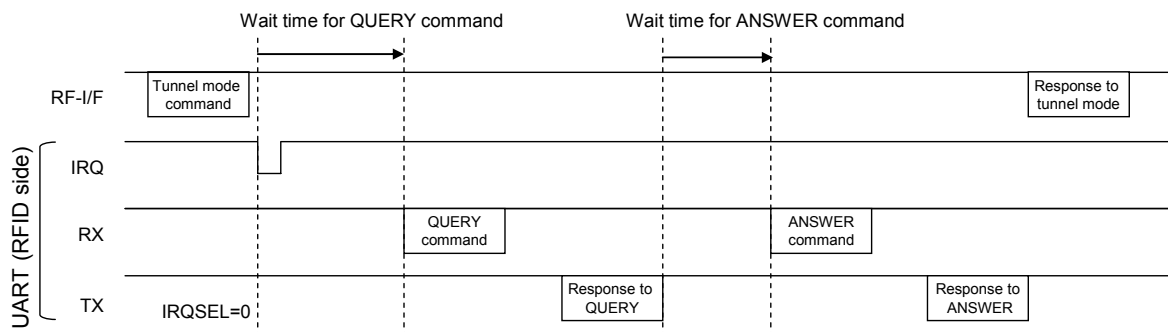 Wait time for QUERY command
Wait time for ANSWER command
RF-I/F
Tunnel mode
command
Response to
tunnel mode
UART (RFID side)
IRQ
RX
QUERY
command
ANSWER
command
TX
IRQSEL=0
Response to
QUERY
Response to
ANSWER